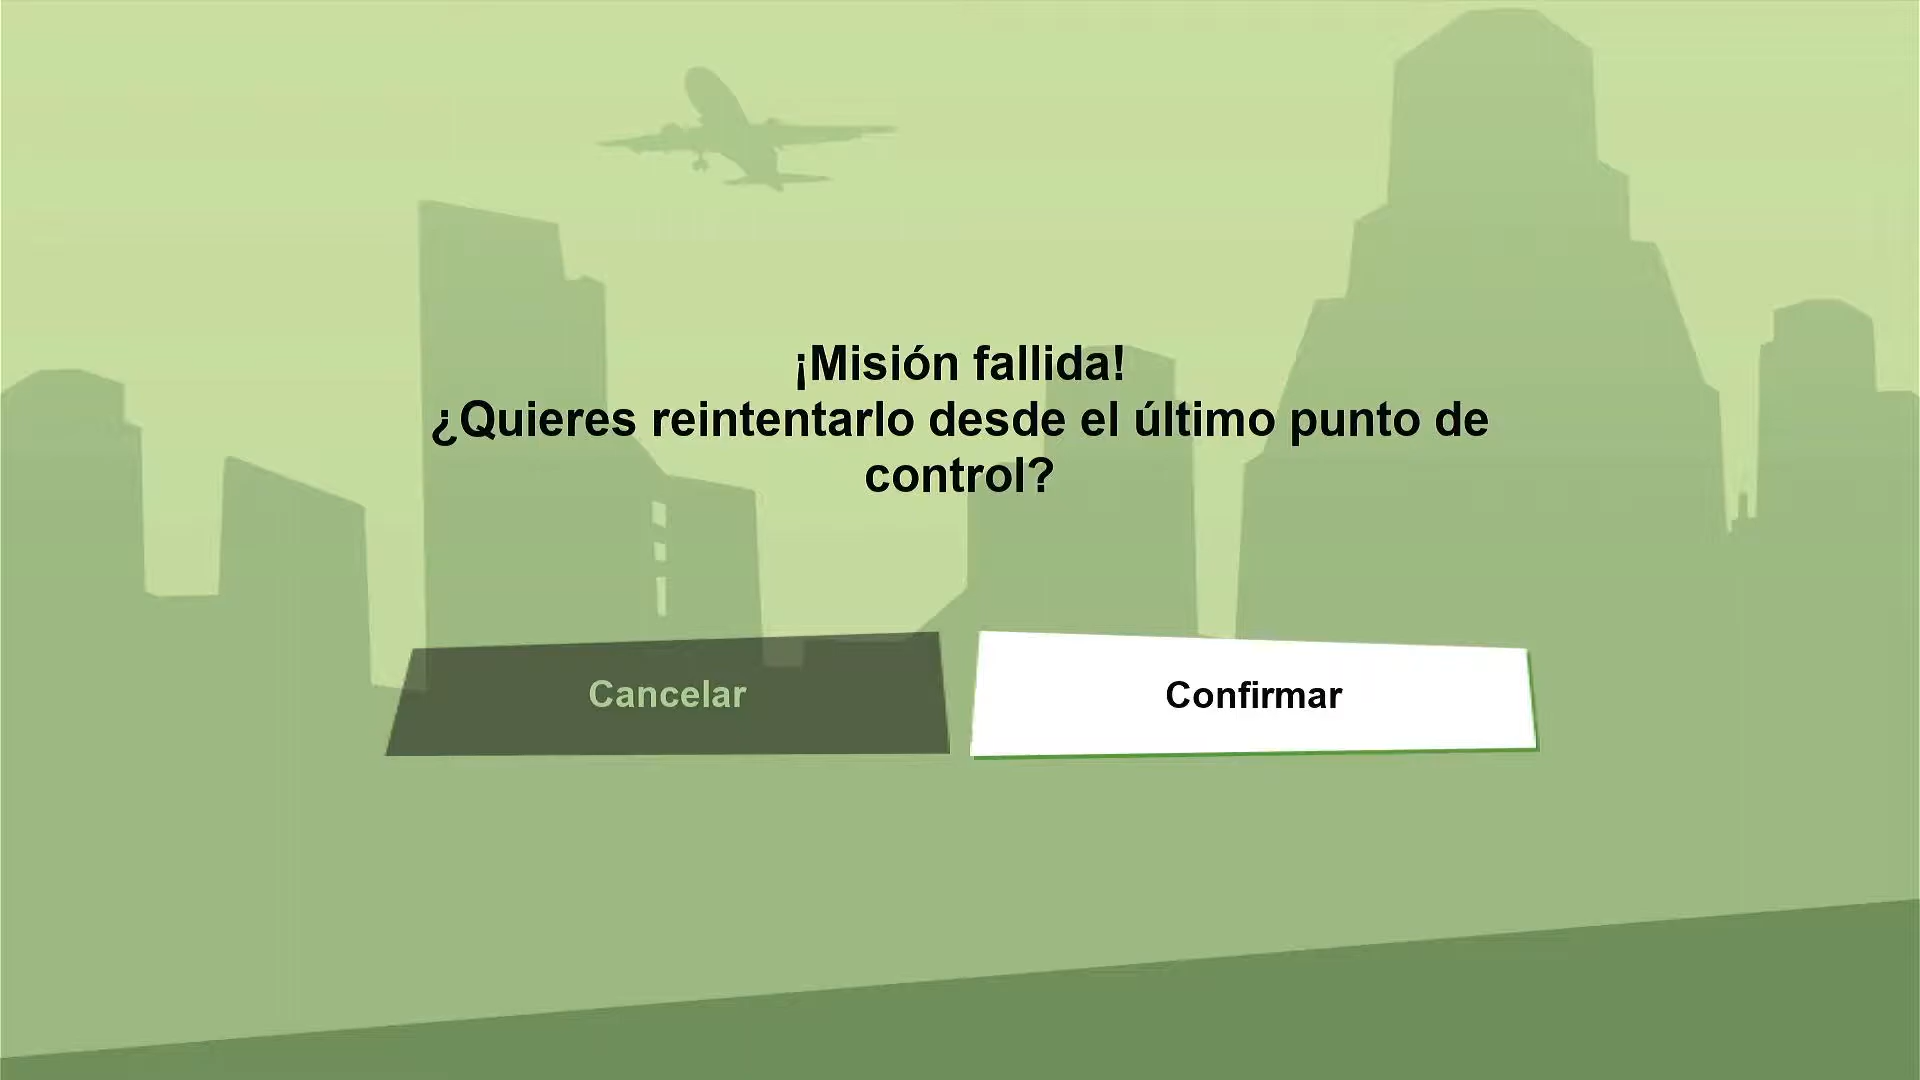 ¡Misión fallida!
¿Quieres reintentarlo desde el último punto de
control?
Cancelar
Confirmar